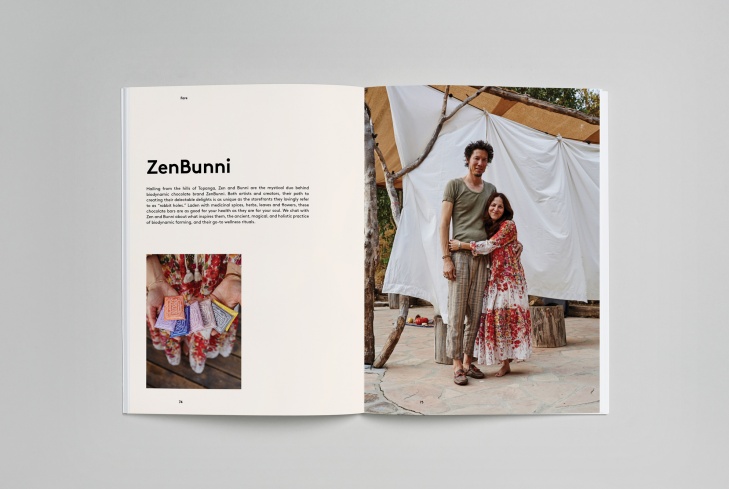 Pure
ZenBunni
Hailing from the hills of Topanga, Zen and Bunni are the mystical duo behind
biodynamic chocolate brand ZenBunni. Both artists and creators, their path to
creating their delectable delights is as unique as the storefronts they lovingly refer
to as “rabbit holes.” Laden with medicinal spices, herbs, leaves and flowers, these
chocolate bars are as good for your health as they are for your soul. We chat with
Zen and Bunni about what inspires them, the ancient, magical, and holistic practice
of biodynamic farming, and their go-to wellness rituals.
74
75